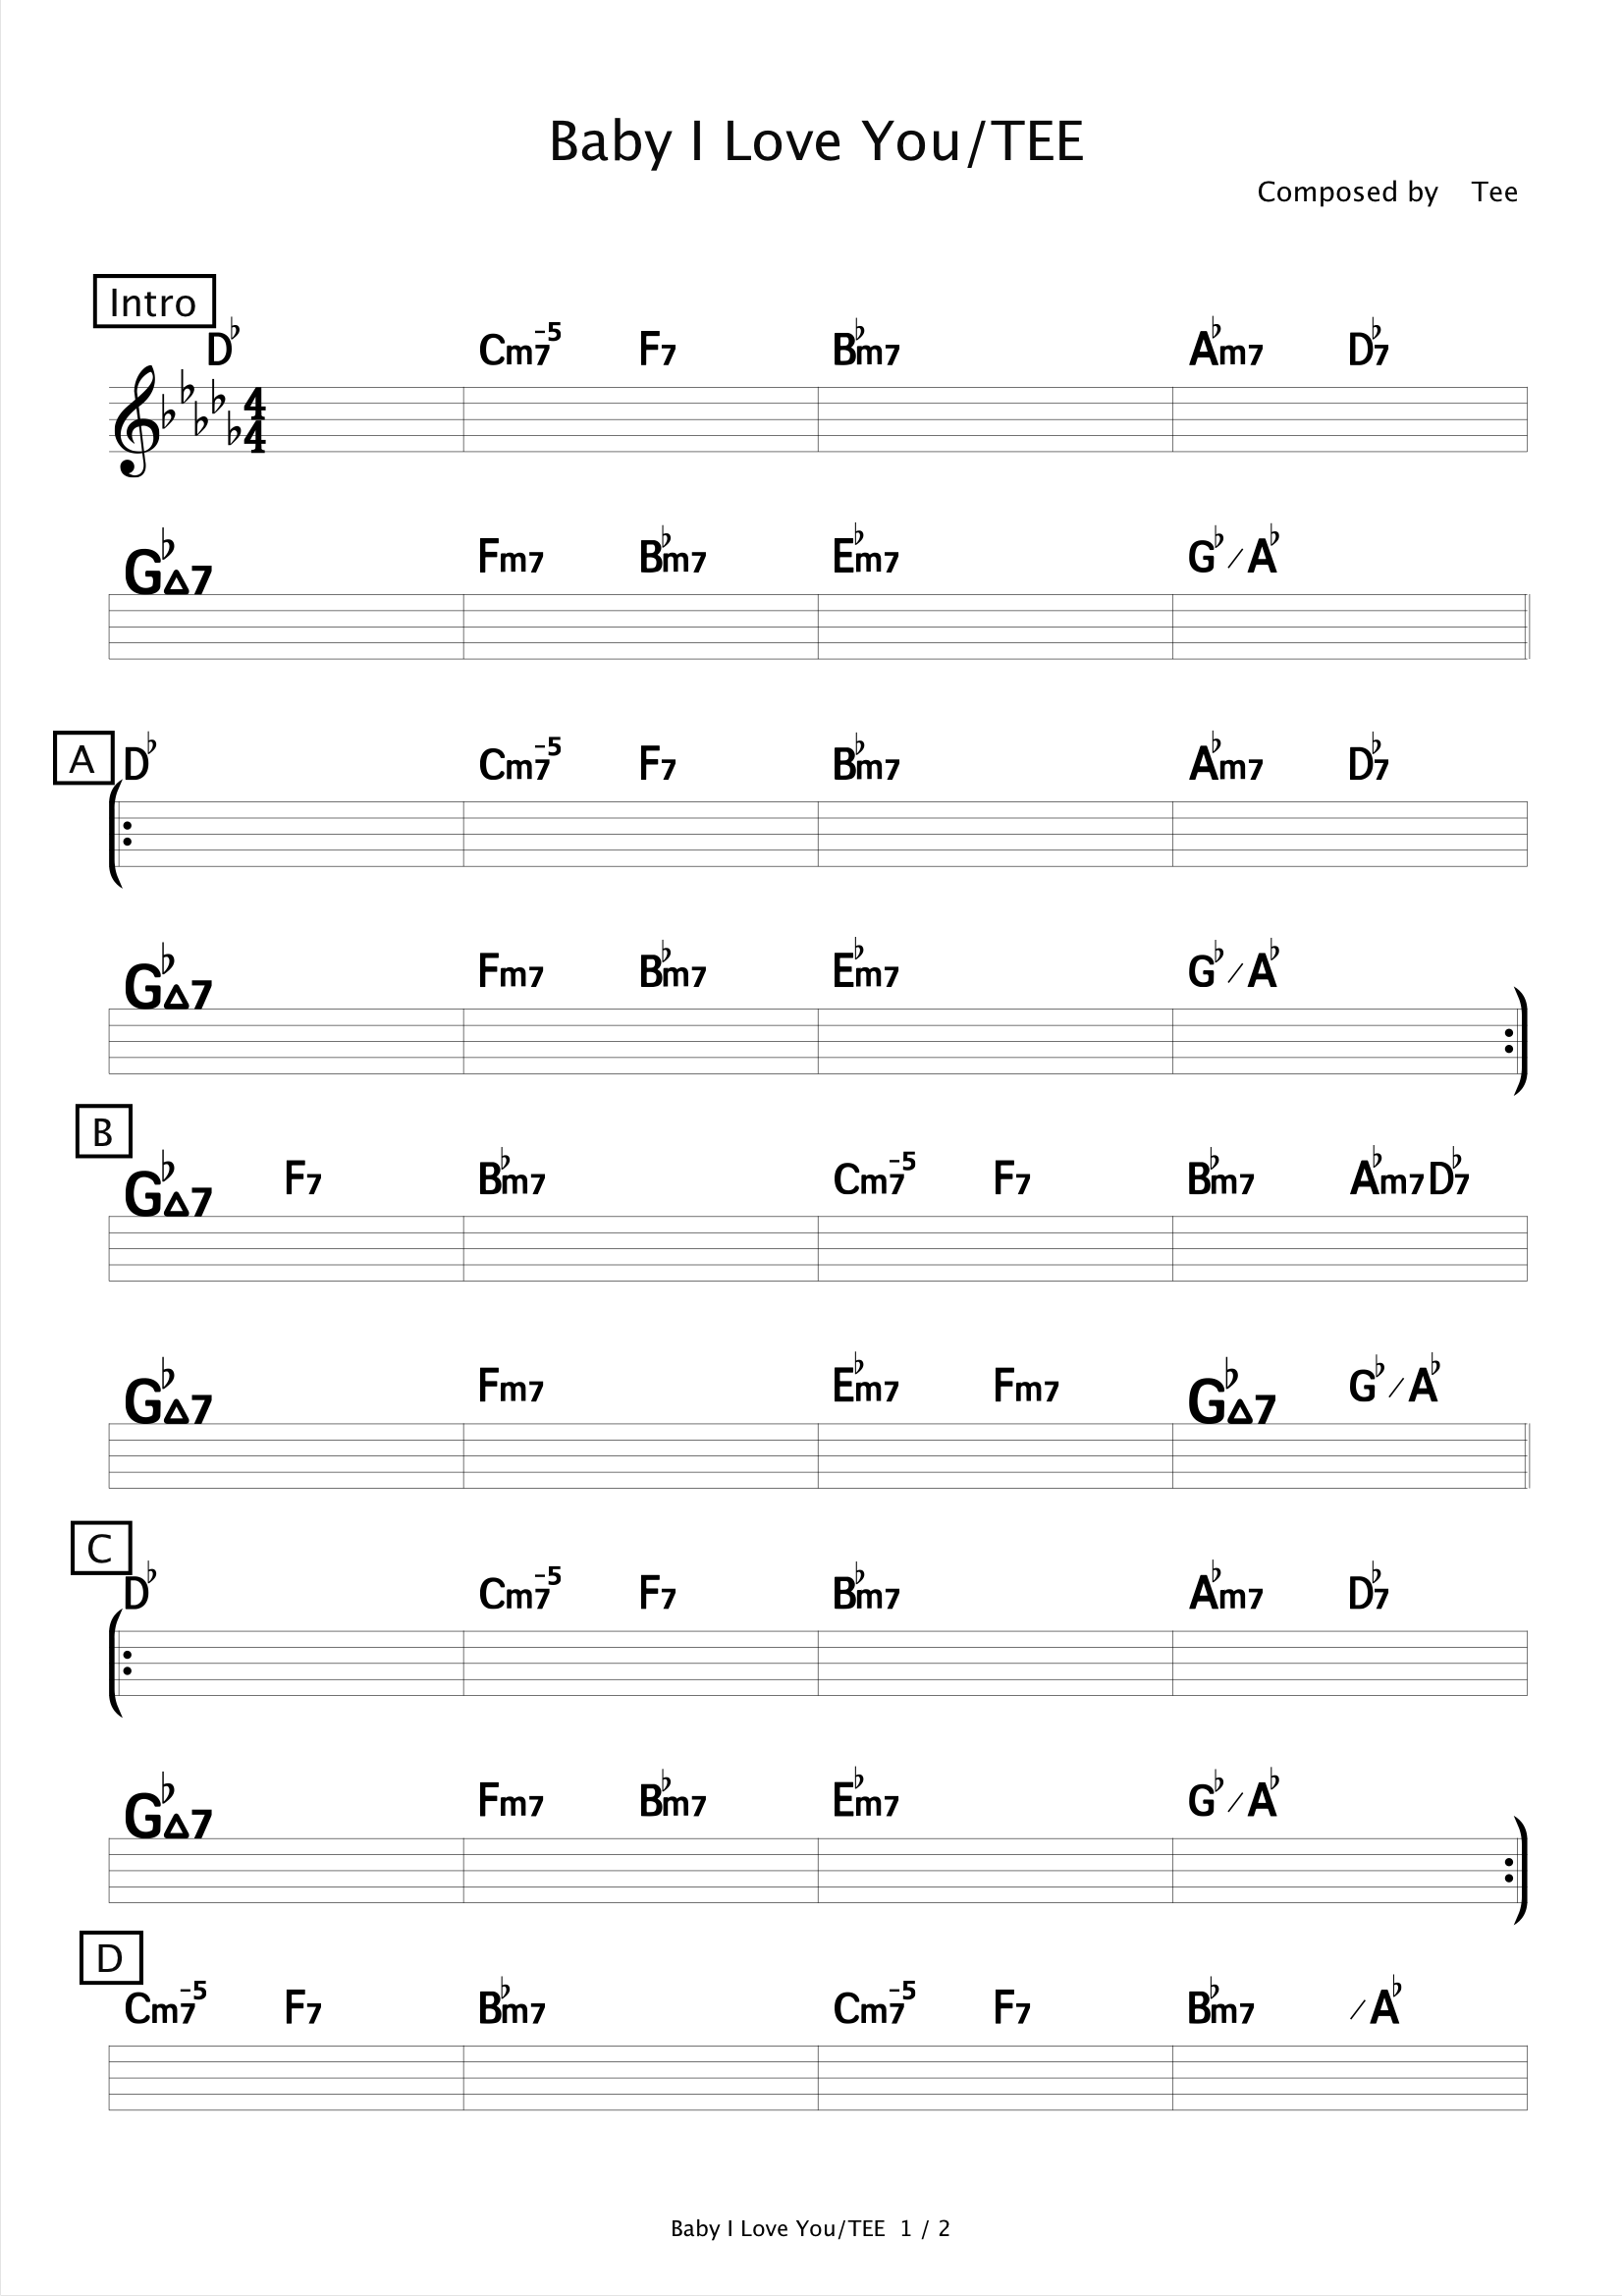 Baby I Love You/TEE
Composed by Tee
Intro
D♭ Cm7-5 F7 B♭m7 A♭m7 D♭7
4
4
G♭△7 Fm7 B♭m7 E♭m7 G♭/A♭
A
D♭ Cm7-5 F7 B♭m7 A♭m7 D♭7
G♭△7 Fm7 B♭m7 E♭m7 G♭/A♭
B
G♭△7 F7 B♭m7 Cm7-5 F7 B♭m7 A♭m7 D♭7
G♭△7 Fm7 E♭m7 Fm7 G♭△7 G♭/A♭
C
D♭ Cm7-5 F7 B♭m7 A♭m7 D♭7
G♭△7 Fm7 B♭m7 E♭m7 G♭/A♭
D
Cm7-5 F7 B♭m7 Cm7-5 F7 B♭m7 /A♭
Baby I Love You/TEE 1 / 2